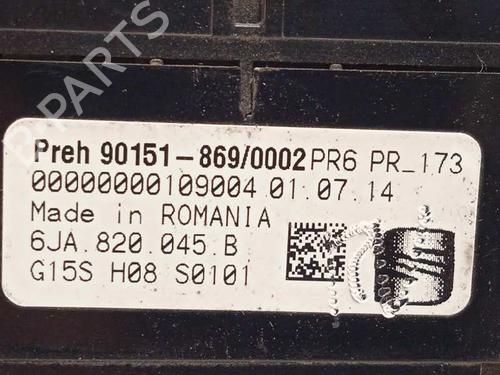 B-PARTS
Preh 90151-869/0002 PR6 PR_173
00000000109004 01.07.14
Made in ROMANIA
6JA.820.045.B
G15S H08 S0101